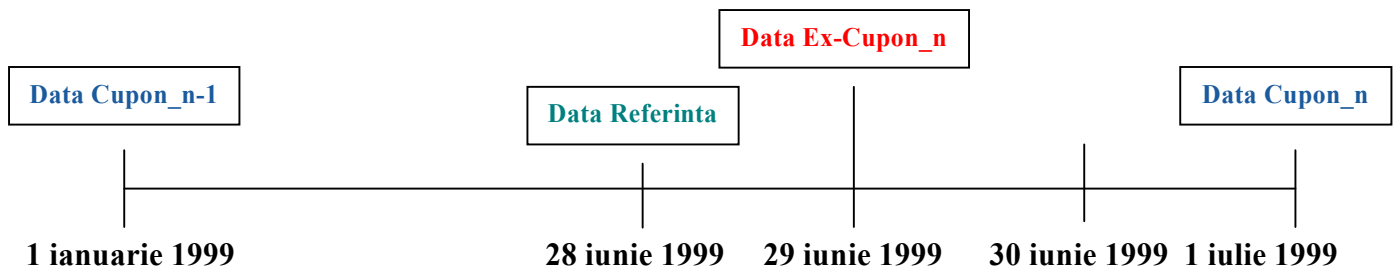 Data Ex-Cupon_n
Data Cupon_n-1
Data Referinta
Data Cupon_n
1 ianuarie 1999 28 iunie 1999 29 iunie 1999 30 iunie 1999 1 iulie 1999